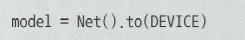 model = Net().to(DEVICE)